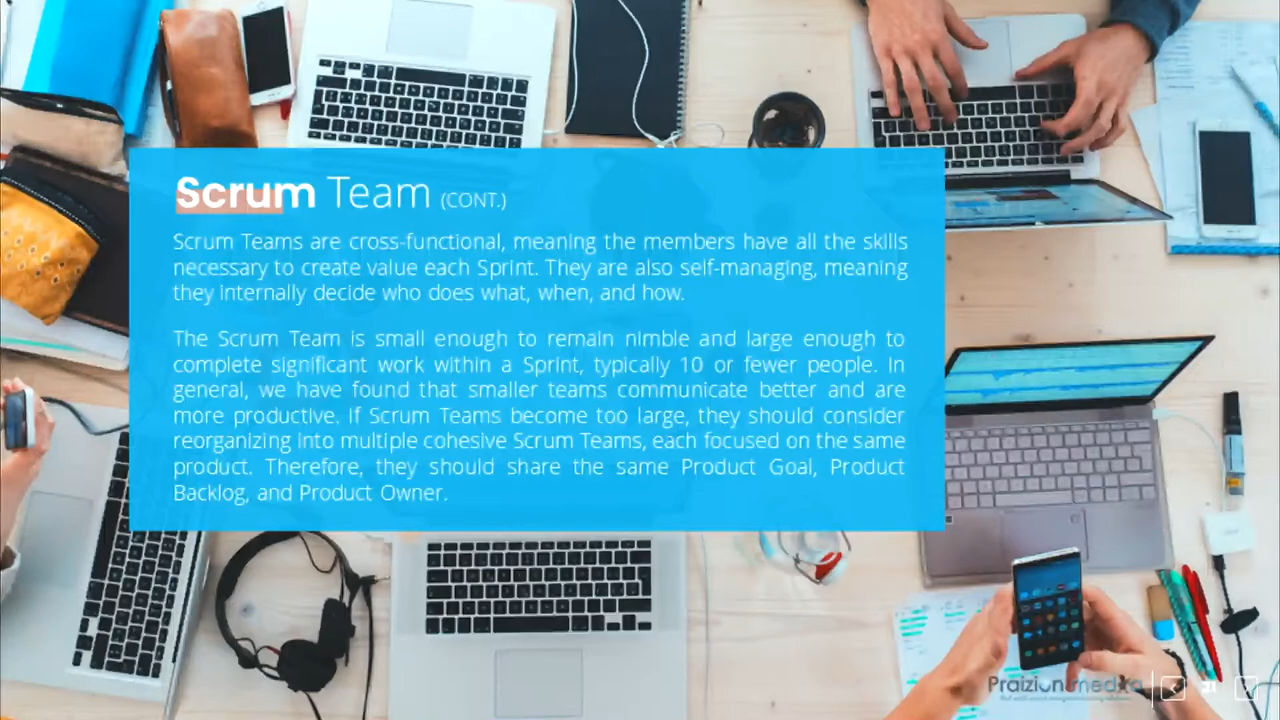 Scrum Team (CONT.)
Scrum Teams are cross-functional, meaning the members have all the skills
necessary to create value each Sprint. They are also self-managing, meaning
they internally decide who does what, when, and how.
The Scrum Team is small enough to remain nimble and large enough to
complete significant work within a Sprint, typically 10 or fewer people. In
general, we have found that smaller teams communicate better and are
more productive. If Scrum Teams become too large, they should consider
reorganizing into multiple cohesive Scrum Teams, each focused on the same
product. Therefore, they should share the same Product Goal, Product
Backlog, and Product Owner.
Praizion media
31